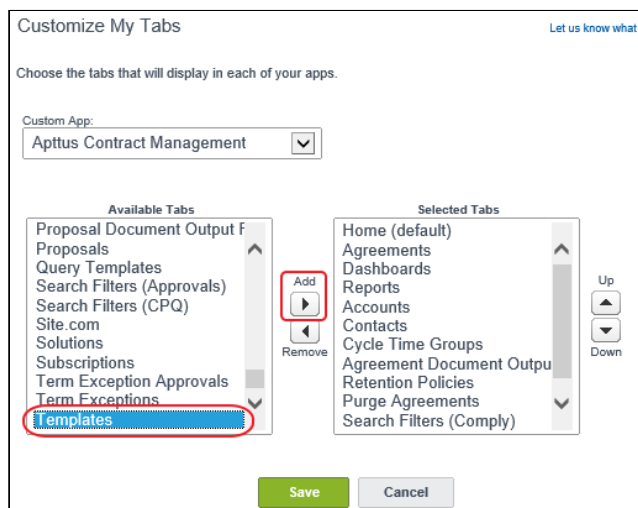 Customize My Tabs
Let us know what
Choose the tabs that will display in each of your apps.
Custom App:
Apttus Contract Management
Available Tabs
Proposal Document Output F
Proposals
Query Templates
Search Filters (Approvals)
Search Filters (CPQ)
Site.com
Solutions
Subscriptions
Term Exception Approvals
Term Exceptions
Templates
Add
Remove
Selected Tabs
Home (default)
Agreements
Dashboards
Reports
Accounts
Contacts
Cycle Time Groups
Agreement Document Outpu
Retention Policies
Purge Agreements
Search Filters (Comply)
Up
Down
Save
Cancel